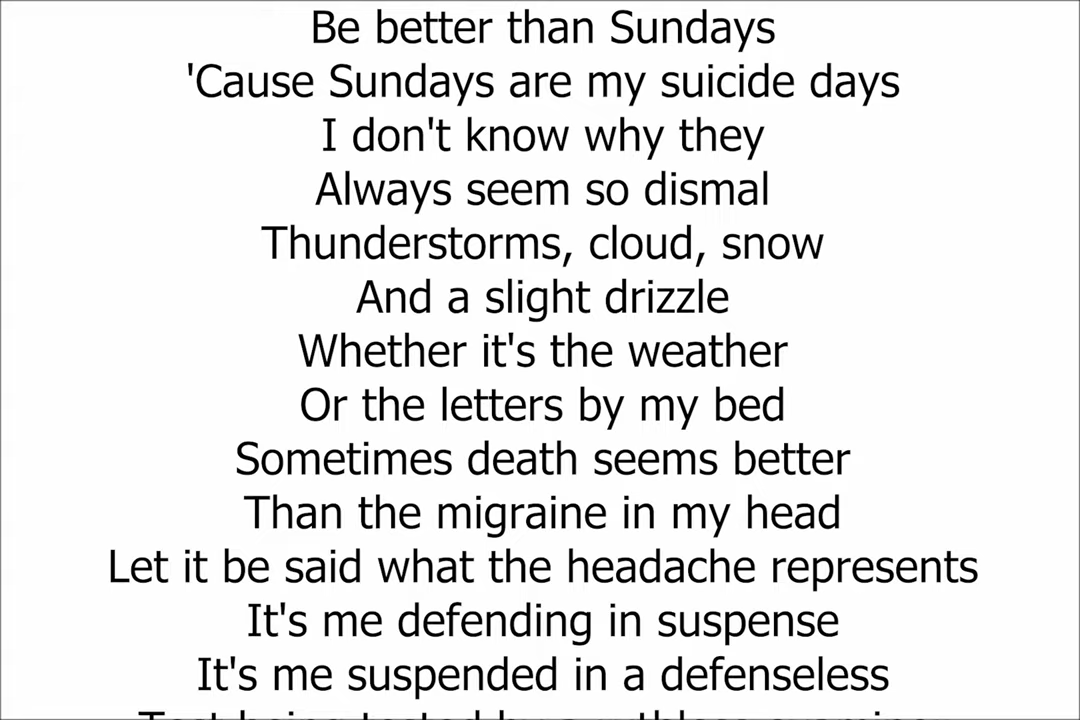 Be better than Sundays
'Cause Sundays are my suicide days
I don't know why they
Always seem so dismal
Thunderstorms, cloud, snow
And a slight drizzle
Whether it's the weather
Or the letters by my bed
Sometimes death seems better
Than the migraine in my head
Let it be said what the headache represents
It's me defending in suspense
It's me suspended in a defenseless